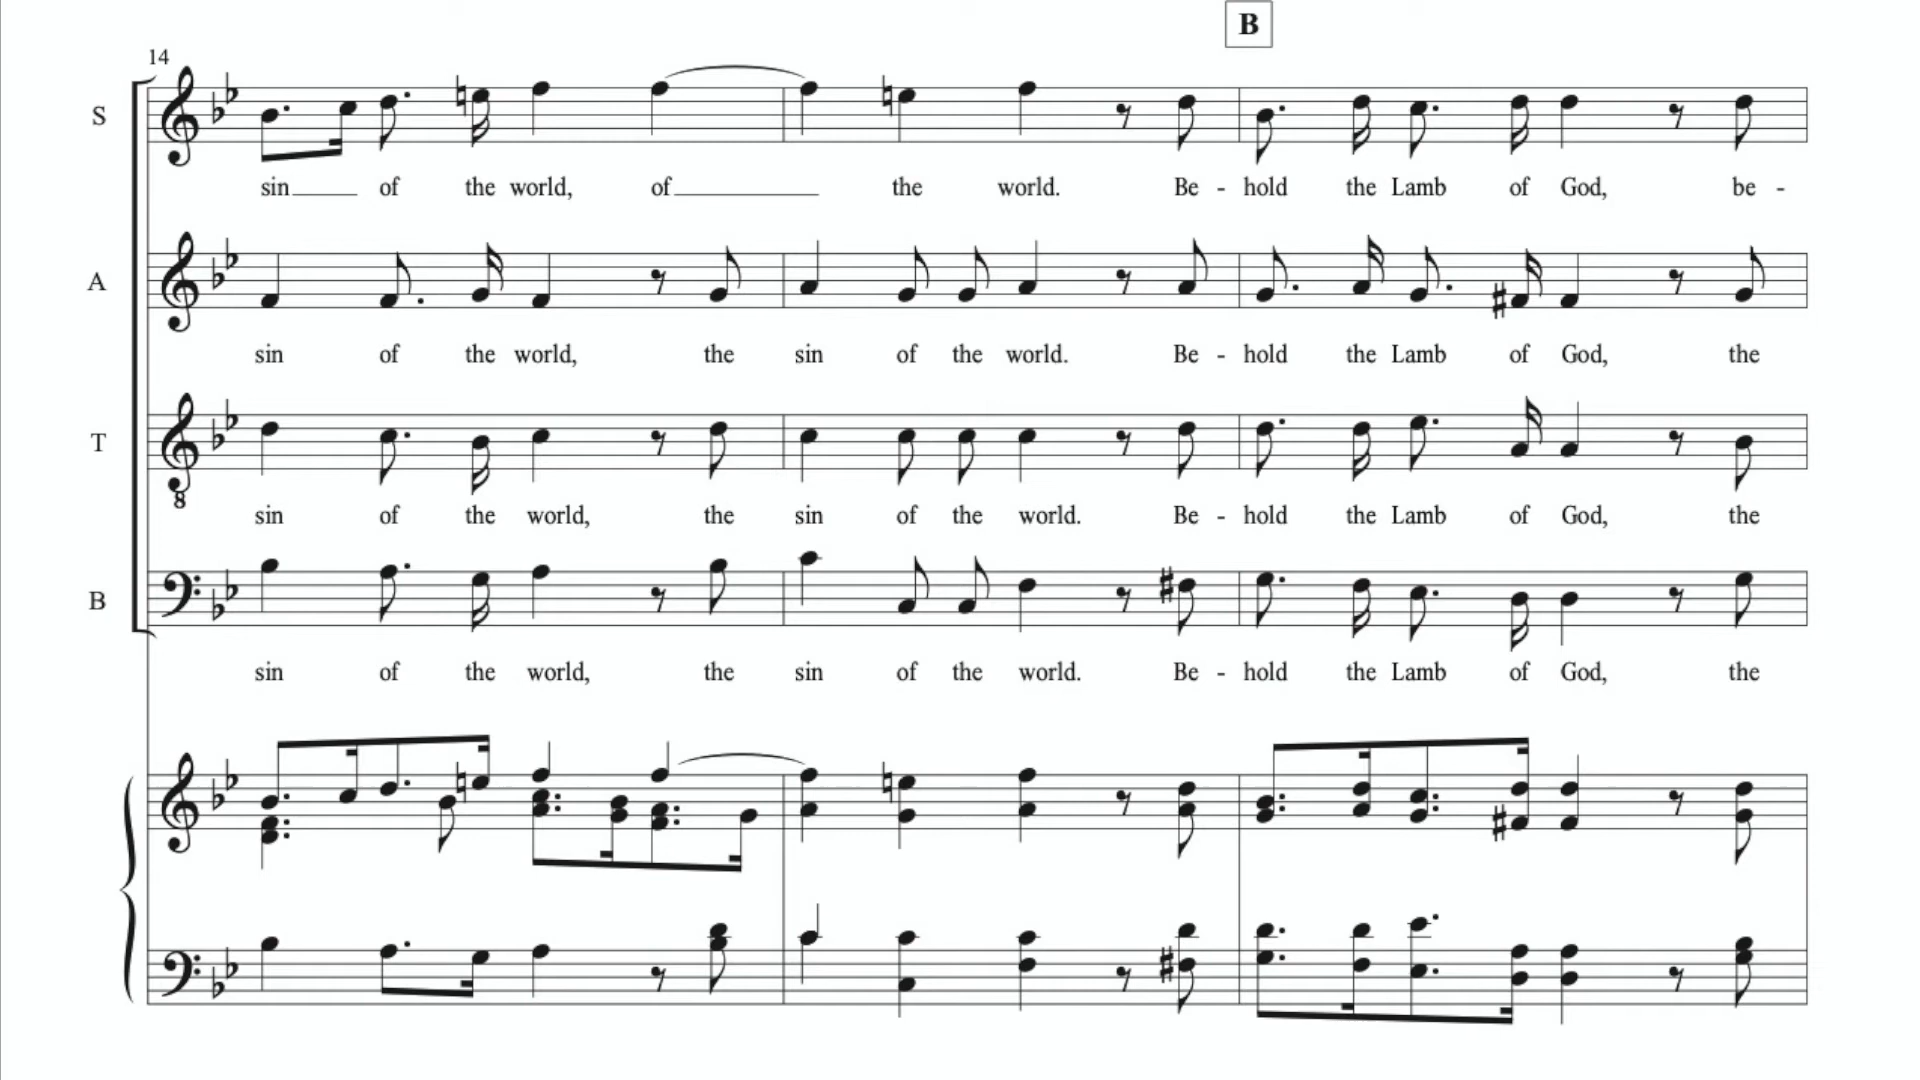 B
14
S
sin of the world, of the world. Be - hold the Lamb of God, be -
A
sin of the world, the sin of the world. Be - hold the Lamb of God, the
T
8
sin of the world, the sin of the world. Be - hold the Lamb of God, the
B
sin of the world, the sin of the world. Be - hold the Lamb of God, the